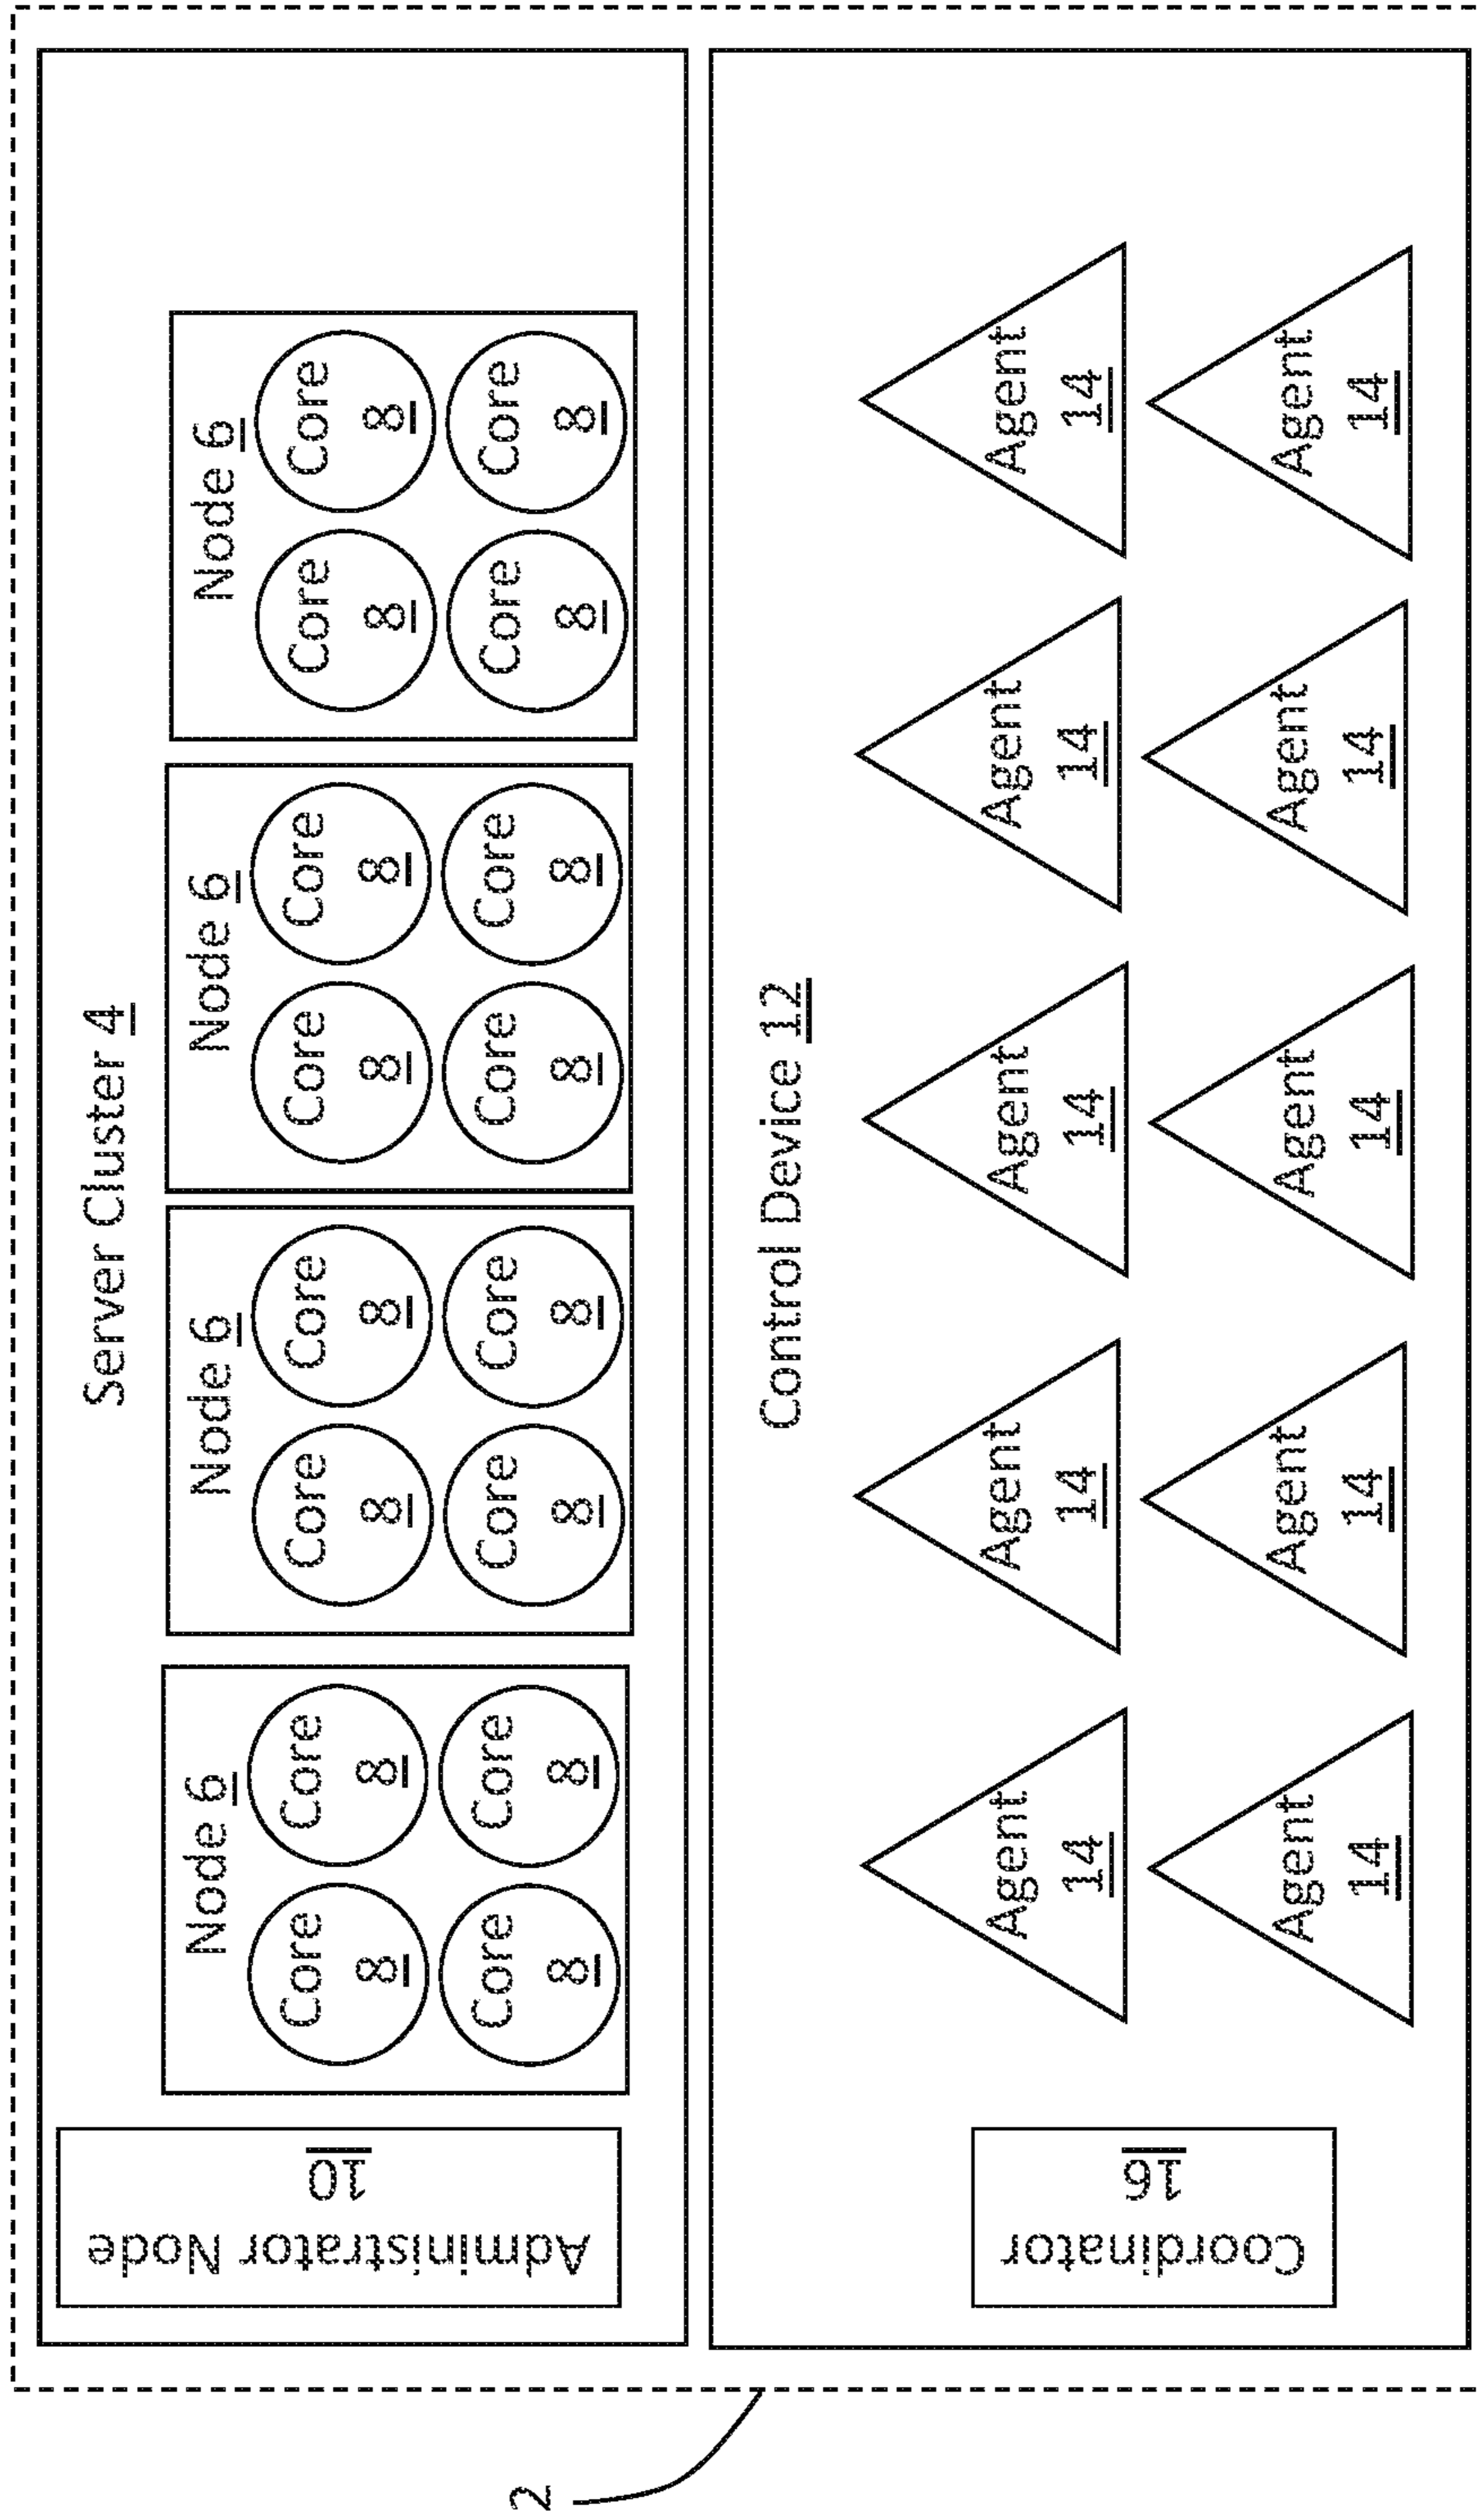 2
Server Cluster 4
Administrator Node
10
Node 6
Core
8
Core
8
Core
8
Core
8
Node 6
Core
8
Core
8
Core
8
Core
8
Node 6
Core
8
Core
8
Core
8
Core
8
Node 6
Core
8
Core
8
Core
8
Core
8
Control Device 12
Coordinator
16
Agent
14
Agent
14
Agent
14
Agent
14
Agent
14
Agent
14
Agent
14
Agent
14
Agent
14
Agent
14